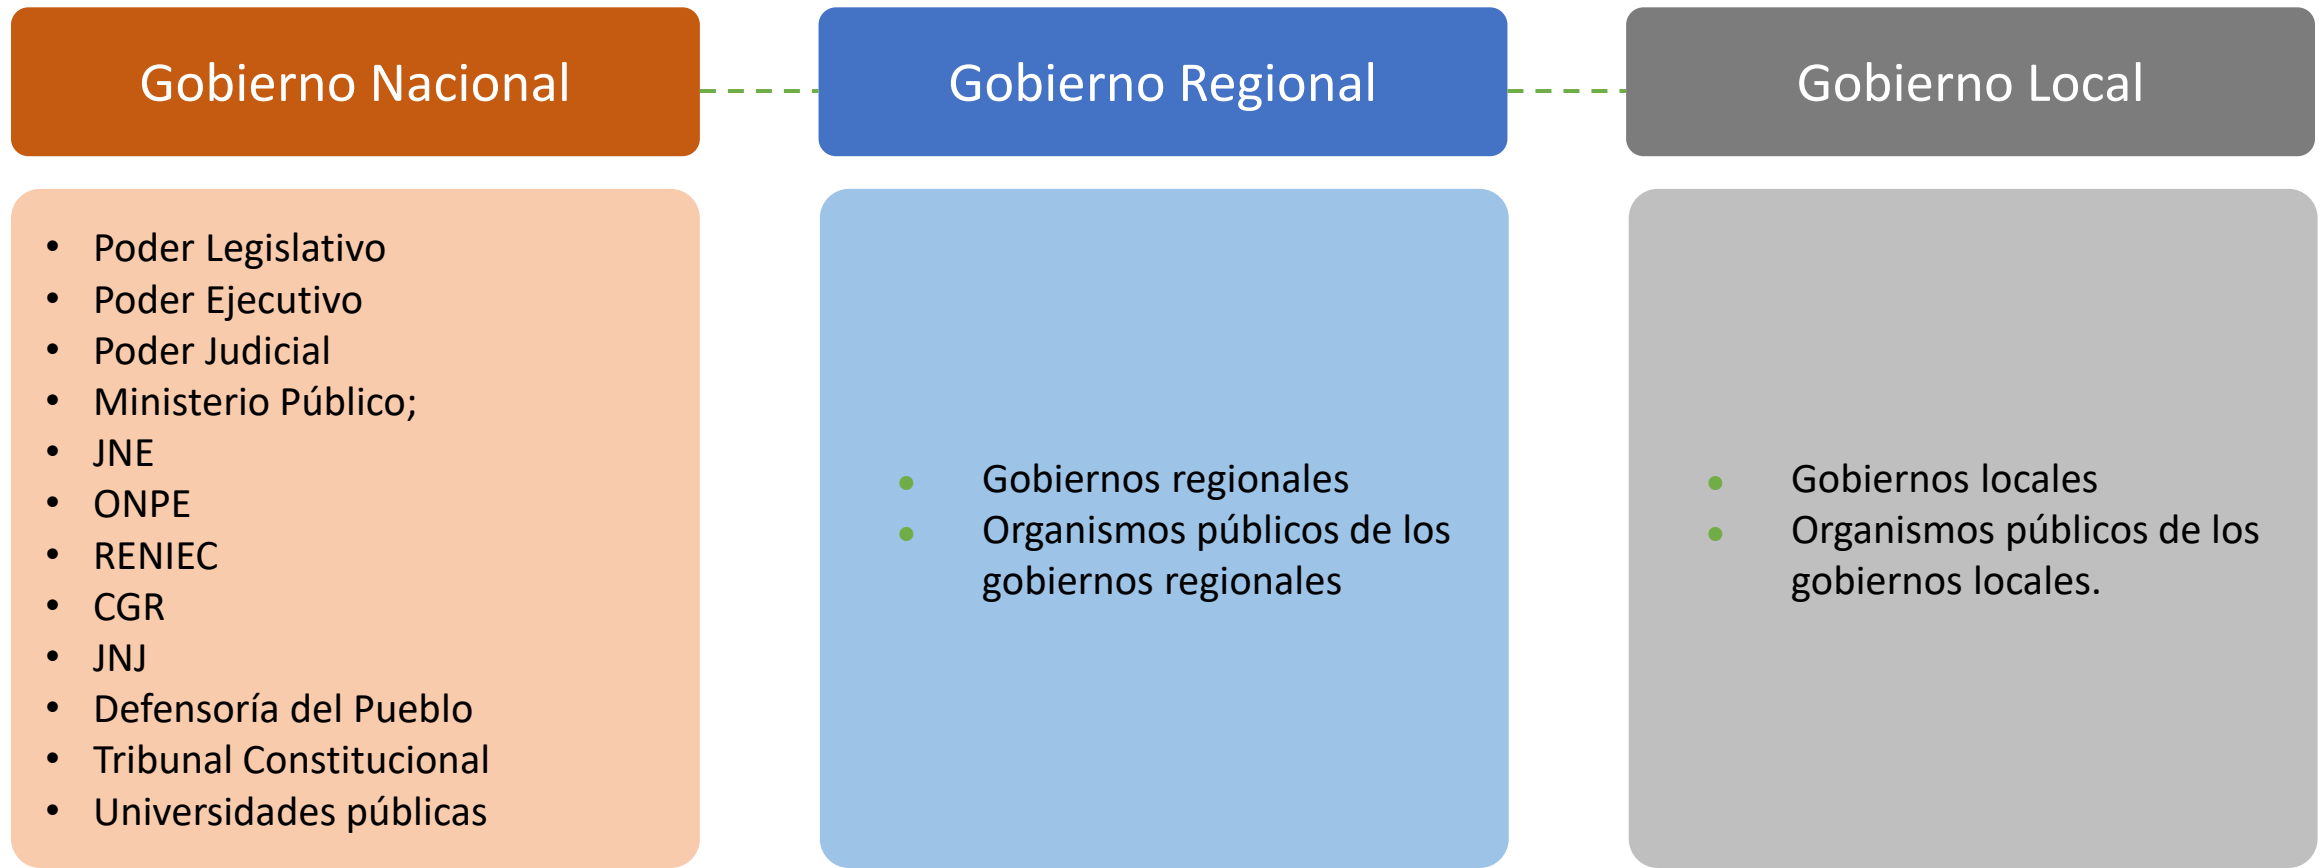 Gobierno Nacional
Gobierno Regional
Gobierno Local
• Poder Legislativo
• Poder Ejecutivo
• Poder Judicial
• Ministerio Público;
• JNE
• ONPE
• RENIEC
• CGR
• JNJ
• Defensoría del Pueblo
• Tribunal Constitucional
• Universidades públicas
• Gobiernos regionales
• Organismos públicos de los
gobiernos regionales
• Gobiernos locales
• Organismos públicos de los
gobiernos locales.